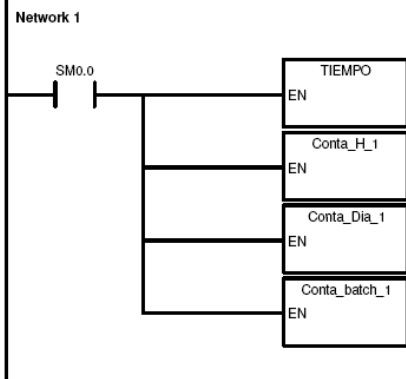 Network 1
SM0.0
TIEMPO
EN
Conta_H_1
EN
Conta_Dia_1
EN
Conta_batch_1
EN